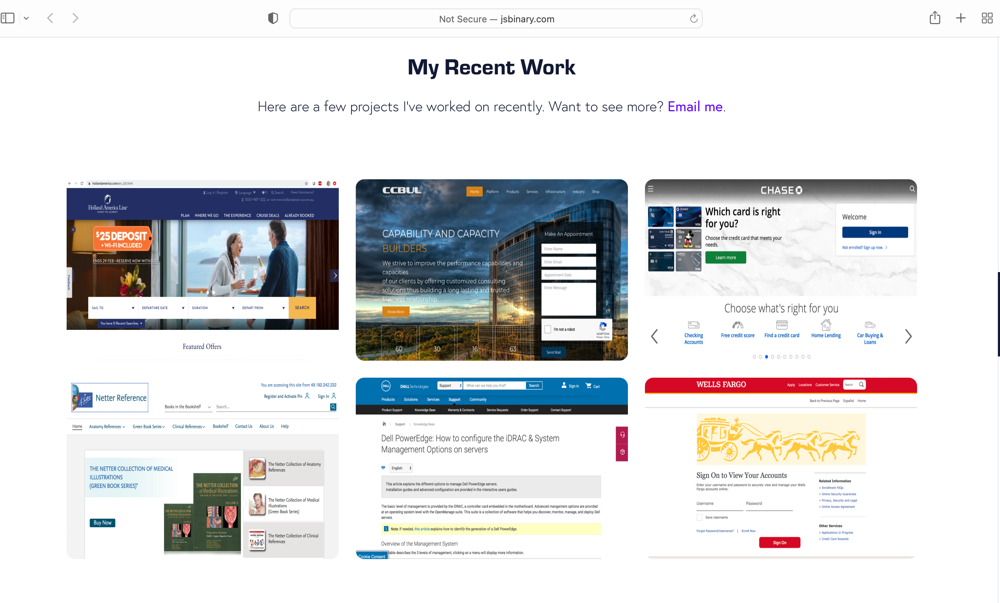 Not Secure — jsbinary.com
My Recent Work
Here are a few projects I've worked on recently. Want to see more? Email me.
hollandamerica.com/en_US.html
Log In | Register Language 0 Search Need Assistance?
1300-987-322, or visit www.hollandamerica.com.au.
Holland America Line
SAVOR THE JOURNEY
PLAN WHERE WE GO THE EXPERIENCE CRUISE DEALS ALREADY BOOKED
$25 DEPOSIT
+ WI-FI INCLUDED
ENDS 29 FEB–RESERVE NOW WITH $25!
Feedback
SAIL TO DEPARTURE DATE DURATION DEPART FROM SEARCH
You have 0 Recent Searches
Featured Offers
CCBUL
Capability & Capacity Builders
Home Platform Products Services Infrastructure Industry Shop
CAPABILITY AND CAPACITY
BUILDERS
We strive to improve the performance capabilities and
capacities
of our clients by offering customized consulting
solutions thus building a long lasting and trusted
business relationship.
Know More
60 30 16 63
Make An Appointment
Enter Name
Enter Email
Appoinment Date
Enter Message
I'm not a robot
reCAPTCHA
Privacy - Terms
Send Mail
CHASE
Which card is right
for you?
Choose the credit card that meets your
needs.
Learn more
Welcome
Sign in
Not enrolled? Sign up now.
Choose what's right for you
Checking
Accounts
Free credit score
Find a credit card
Home Lending
Car Buying &
Loans
You are accessing this site from 49.192.242.232
Netter Reference
Register and Activate Pin Sign In
Books in the Bookshelf Search...
Home Anatomy References Green Book Series Clinical References Bookshelf Contact Us About Us Help
THE NETTER COLLECTION OF MEDICAL
ILLUSTRATIONS
(GREEN BOOK SERIES)"
Buy Now
THE NETTER COLLECTION
of Medical Illustrations
FRANK H. NETTER, MD
VOLUME 9
Digestive System
PART I Upper Digestive Tract
THE NETTER COLLECTION
of Medical Illustrations
Digestive System
The Netter Collection of Anatomy
References
The Netter Collection of Medical
Illustrations
(Green Book Series)
The Netter Collection of Clinical
References
DELL DELLTechnologies Support What can we help you find? Search Sign In Cart
Products Solutions Services Support Community
Product Support Knowledge Base Warranty & Contracts Service Requests Order Support Contact Support
Support Knowledge Base
Dell PowerEdge: How to configure the iDRAC & System
Management Options on servers
English
This article explains the different options to manage Dell PowerEdge servers.
Installation guides and advanced configuration are provided in the interactive users guides.
The basic level of management is provided by the iDRAC, a controller card embedded in the motherboard. Advanced mangement options are provided
at an operating system level with the OpenManage suite. This suite is a collection of software that helps you discover, monitor, manage, and deploy Dell
servers.
Note: If needed, this article explains how to identify the generation of a Dell PowerEdge.
Overview of the Management System
table describes the 3 levels of management, clicking on a menu will display more information.
Cookie Consent
WELLS FARGO
Apply Locations Customer Service Search
Back to Previous Page Español Home
Sign On to View Your Accounts
Enter your username and password to securely view and manage your Wells
Fargo accounts online.
Username Password
Save Username
Forgot Password/Username? | Enroll Now
Sign On
Related Information
Enrollment FAQs
Online Security Guarantee
Privacy, Security and Legal
Online Access Agreement
Other Services
Applications In Progress
Credit Card Rewards